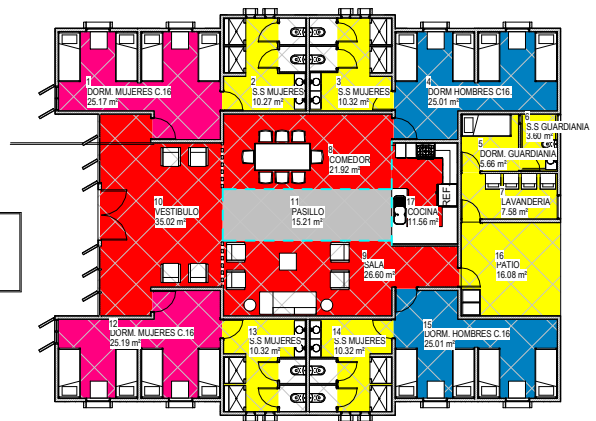 1
DORM. MUJERES C.16
25.17 m²
2
S.S MUJERES
10.27 m²
3
S.S MUJERES
10.32 m²
4
DORM HOMBRES C16.
25.01 m²
6
S.S GUARDIANIA
3.60 m²
5
DORM. GUARDIANIA
5.66 m²
8
COMEDOR
21.92 m²
7
LAVANDERIA
7.58 m²
10
VESTIBULO
35.02 m²
11
PASILLO
15.21 m²
17
COCINA
11.56 m²
REF.
9
SALA
26.60 m²
16
PATIO
16.08 m²
12
DORM. MUJERES C.16
25.19 m²
13
S.S MUJERES
10.32 m²
14
S.S MUJERES
10.32 m²
15
DORM. HOMBRES C.16
25.01 m²